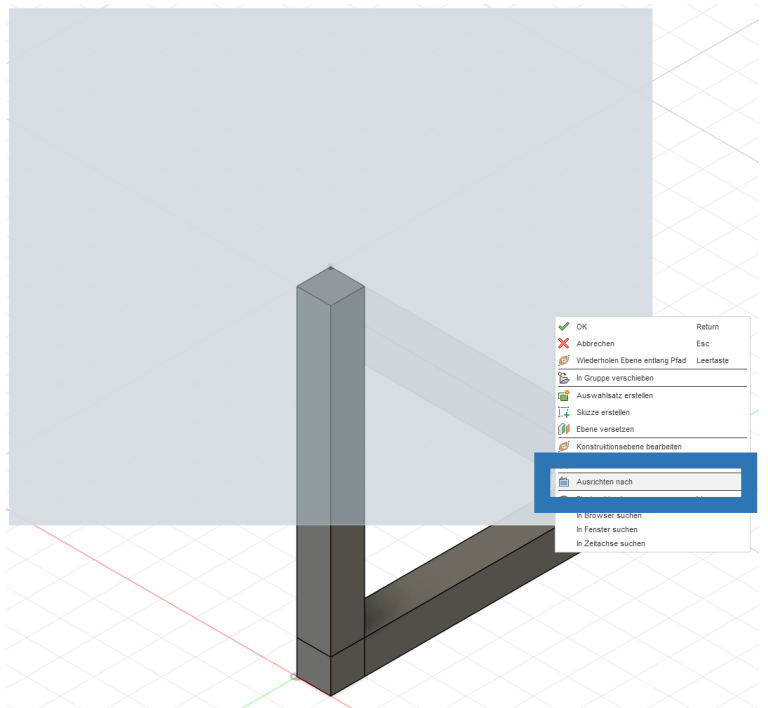 OK Return
Abbrechen Esc
Wiederholen Ebene entlang Pfad Leertaste
In Gruppe verschieben
Auswahlsatz erstellen
Skizze erstellen
Ebene versetzen
Konstruktionsebene bearbeiten
Ausrichten nach
In Browser suchen
In Fenster suchen
In Zeitachse suchen